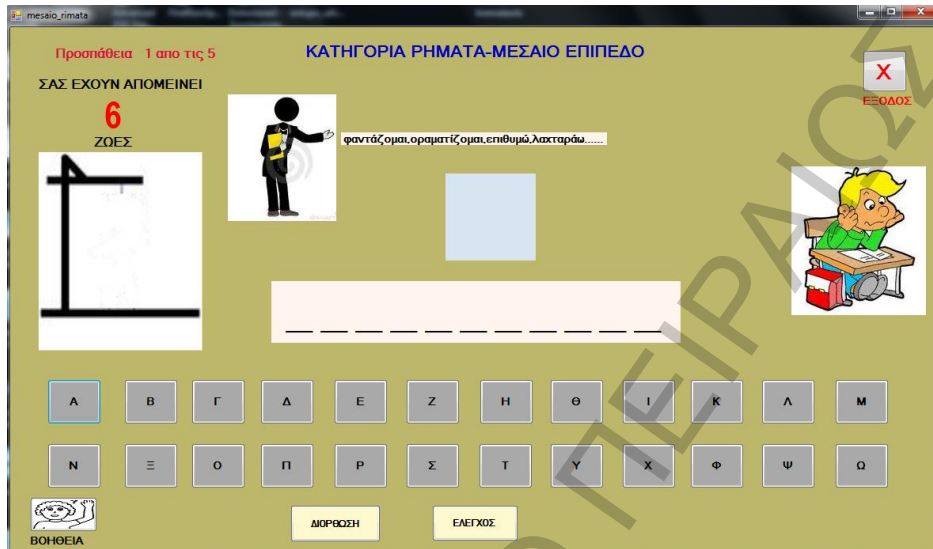 mesaio_rimata
Προσπάθεια 1 απο τις 5
ΚΑΤΗΓΟΡΙΑ ΡΗΜΑΤΑ-ΜΕΣΑΙΟ ΕΠΙΠΕΔΟ
ΣΑΣ ΕΧΟΥΝ ΑΠΟΜΕΙΝΕΙ
6
ΖΩΕΣ
X
ΕΞΟΔΟΣ
φαντάζομαι,οραματίζομαι,επιθυμώ,λαχταράω......
Α Β Γ Δ Ε Ζ Η Θ Ι Κ Λ Μ
Ν Ξ Ο Π Ρ Σ Τ Υ Χ Φ Ψ Ω
ΒΟΗΘΕΙΑ
ΔΙΟΡΘΩΣΗ
ΕΛΕΓΧΟΣ
ΠΕΙΡΑΙΩΣ